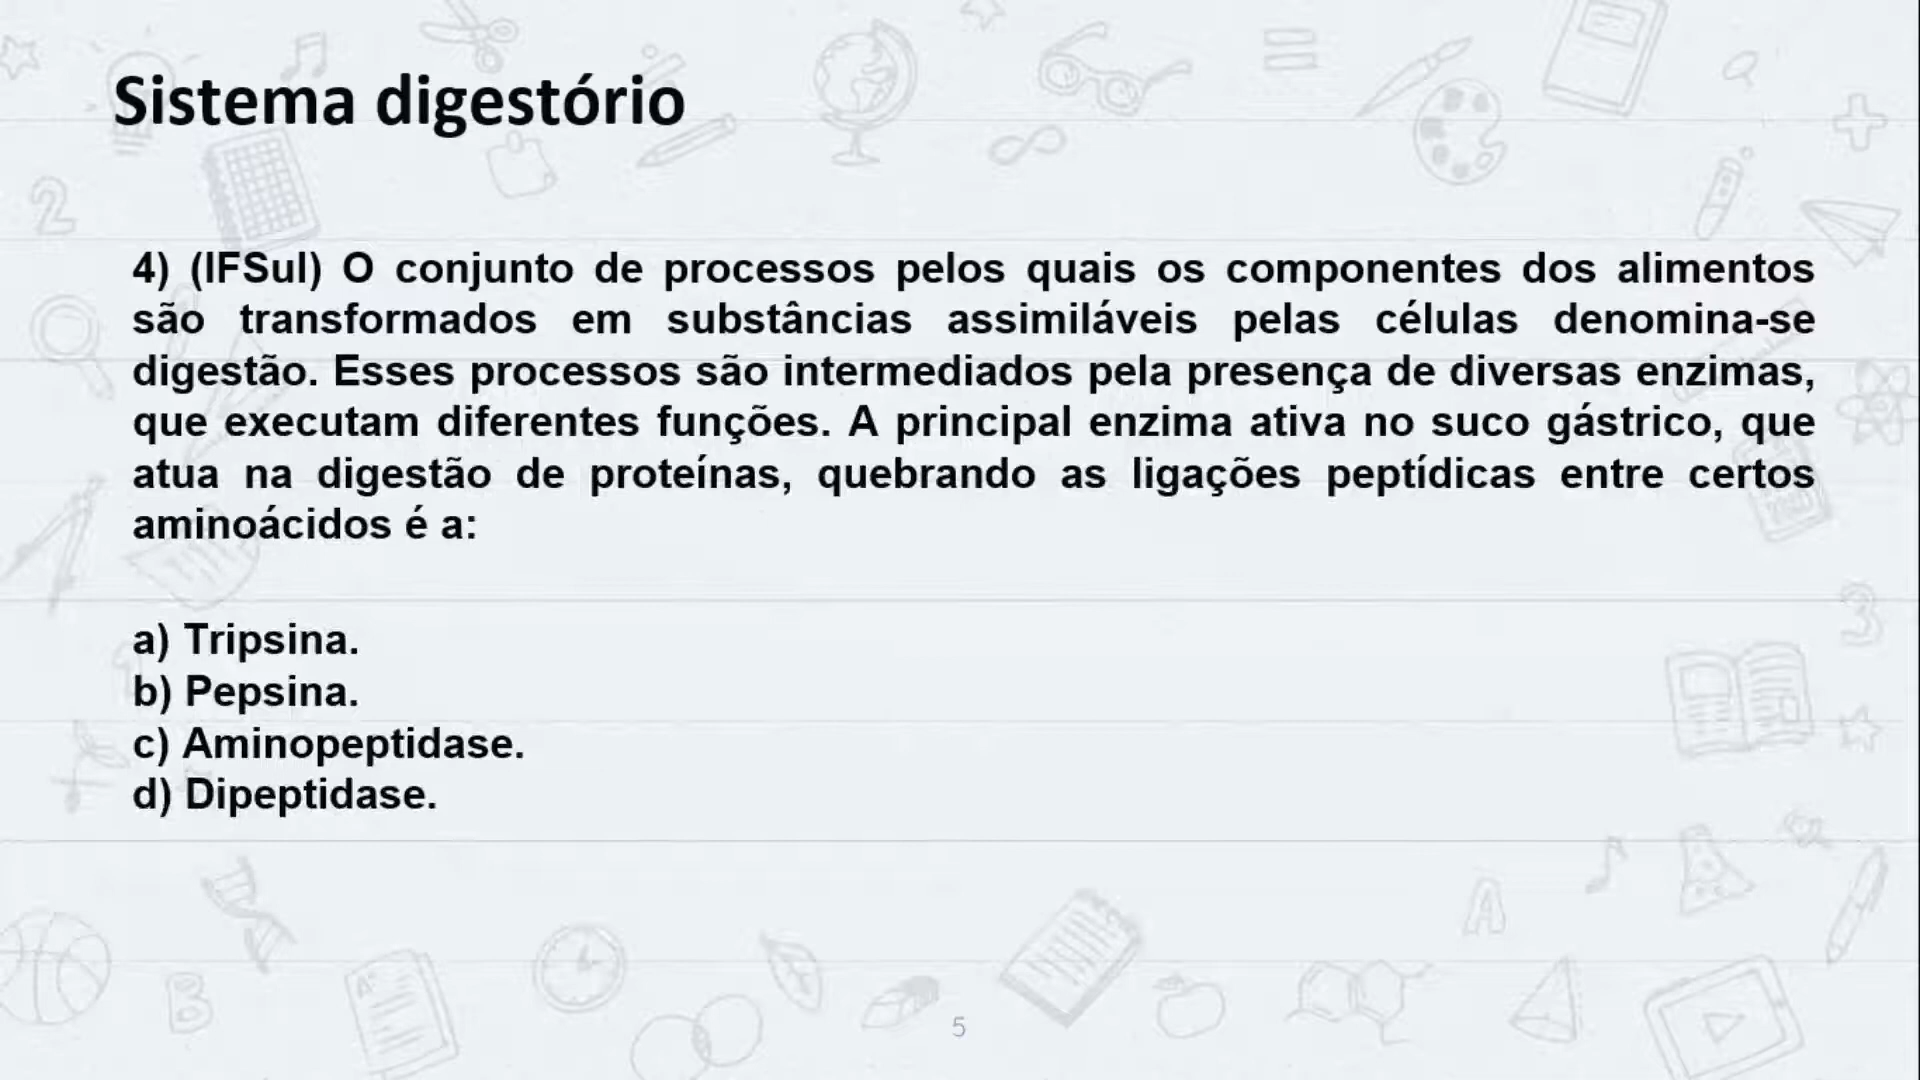 Sistema digestório
4) (IFSul) O conjunto de processos pelos quais os componentes dos alimentos
são transformados em substâncias assimiláveis pelas células denomina-se
digestão. Esses processos são intermediados pela presença de diversas enzimas,
que executam diferentes funções. A principal enzima ativa no suco gástrico, que
atua na digestão de proteínas, quebrando as ligações peptídicas entre certos
aminoácidos é a:
a) Tripsina.
b) Pepsina.
c) Aminopeptidase.
d) Dipeptidase.
5